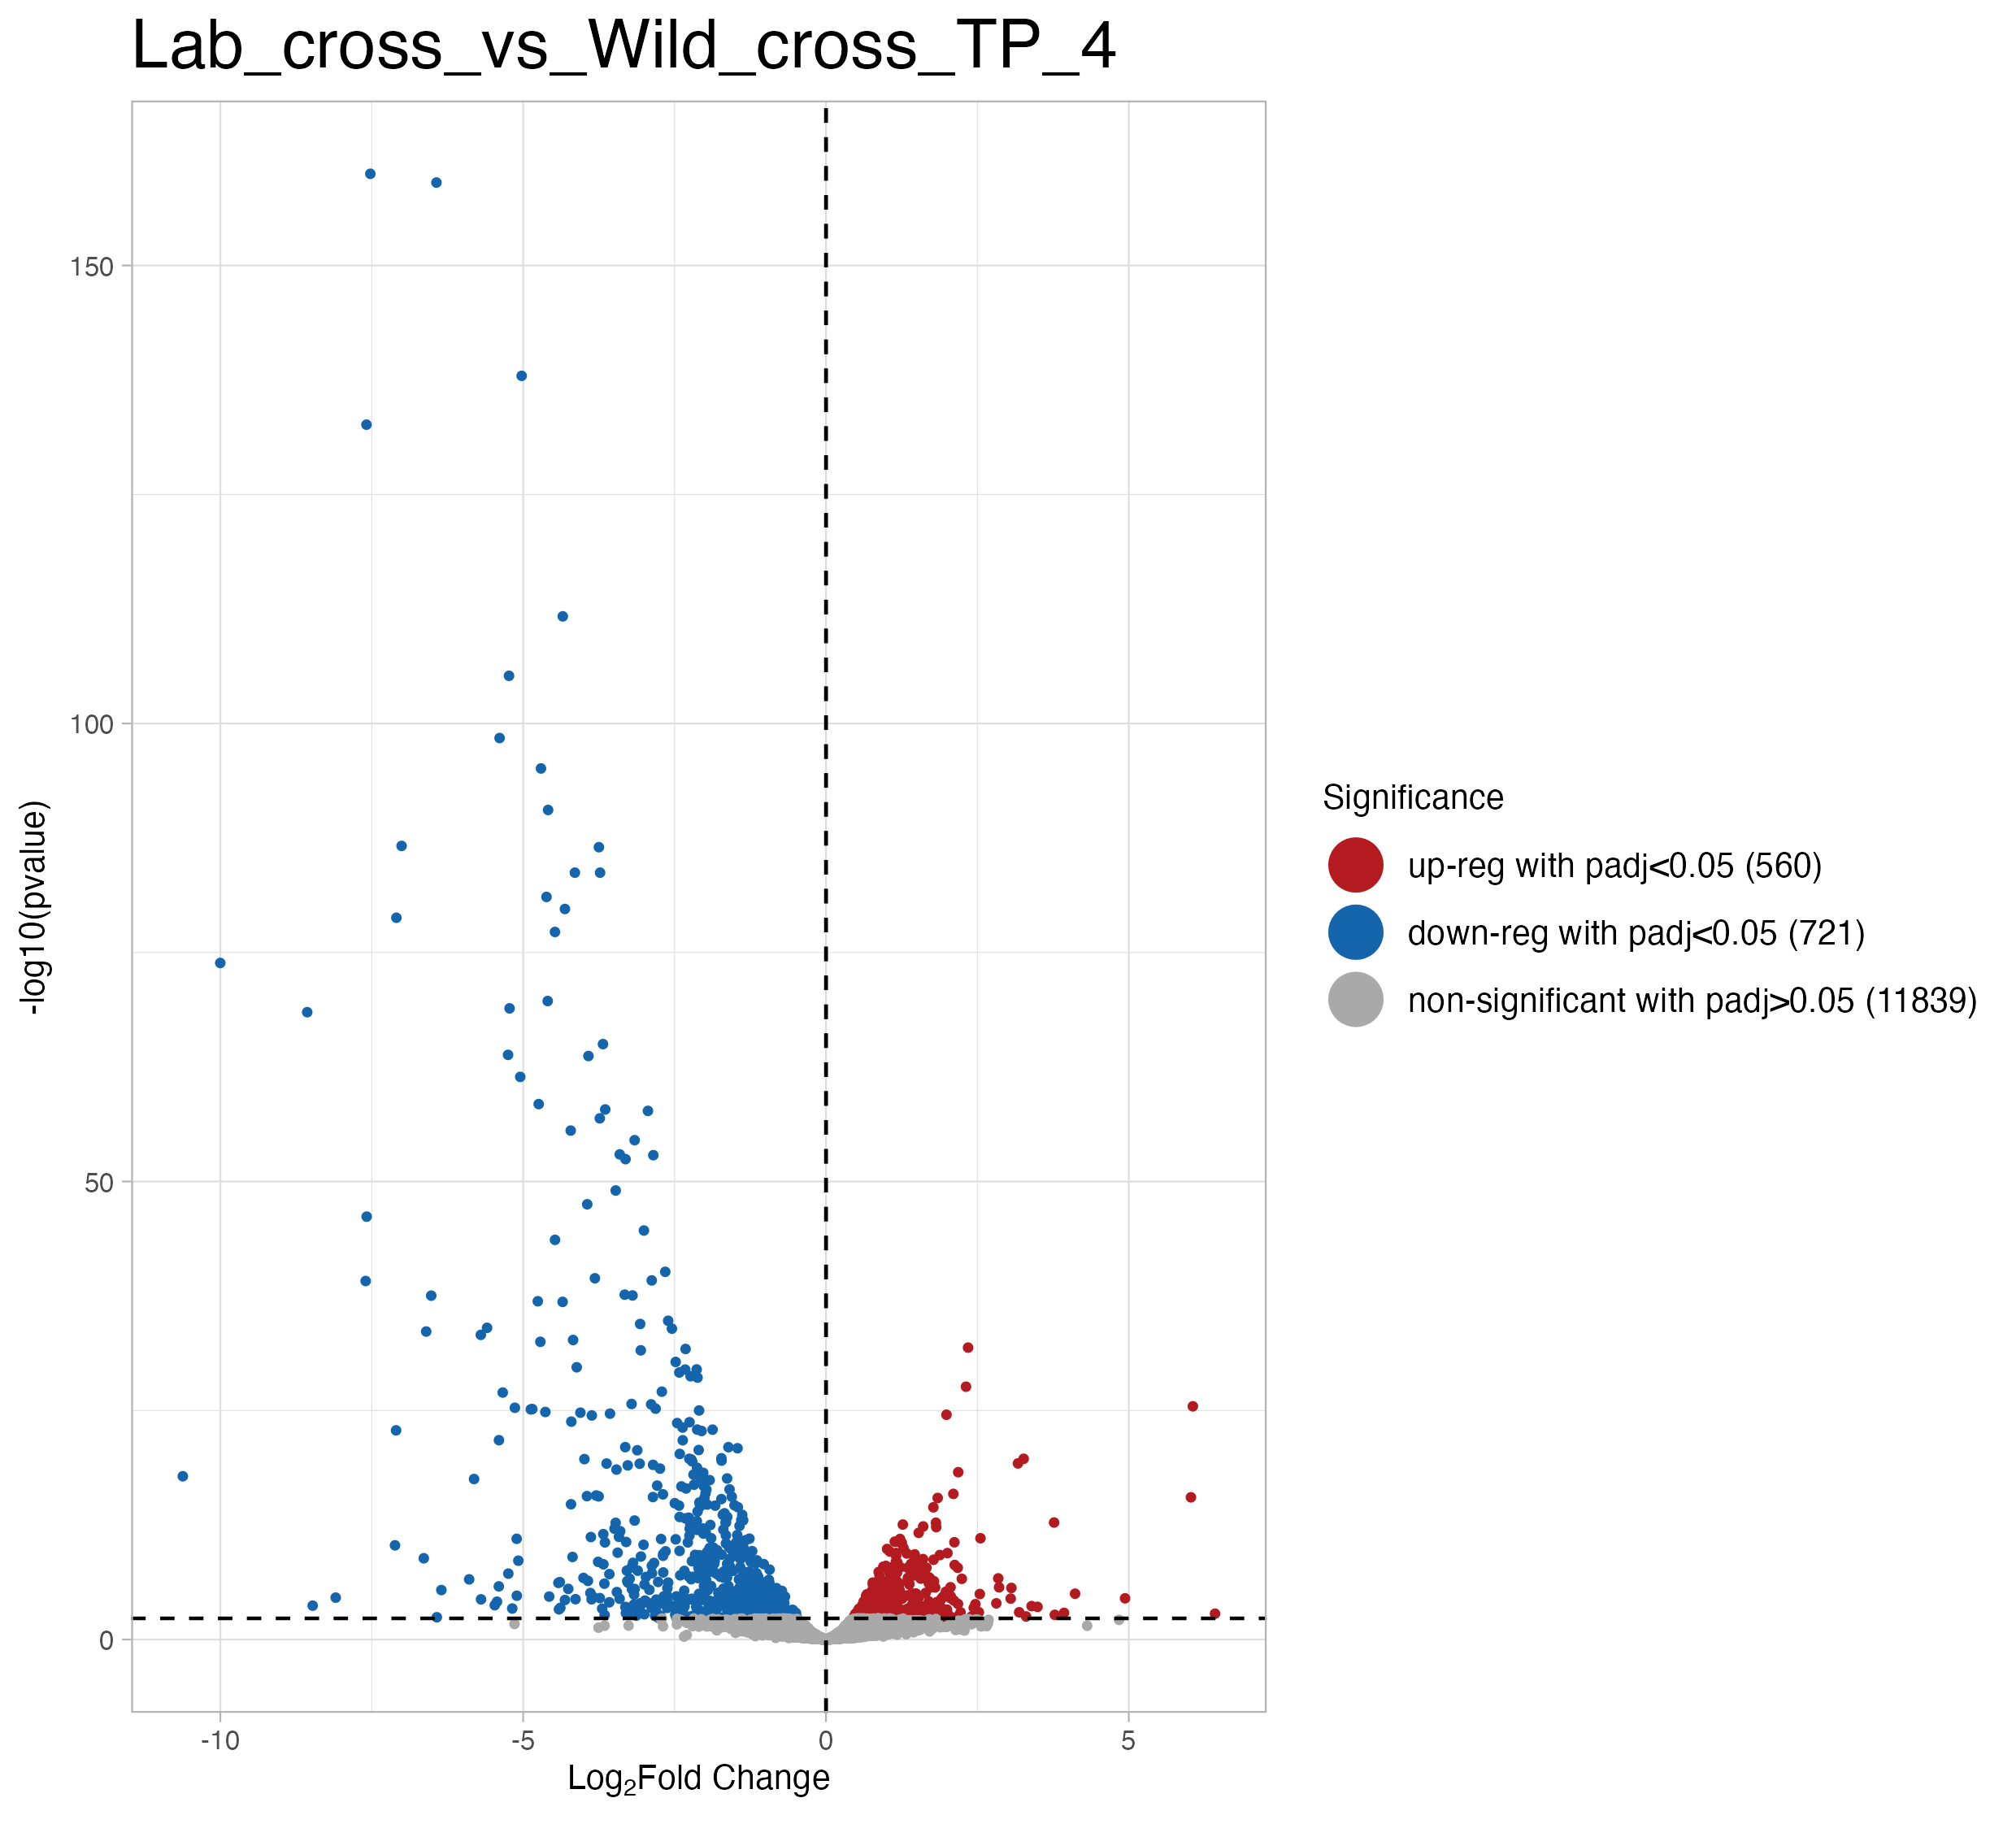 Lab_cross_vs_Wild_cross_TP_4
150
100
50
0
-log10(pvalue)
-10
-5
0
5
Log₂Fold Change
Significance
up-reg with padj<0.05 (560)
down-reg with padj<0.05 (721)
non-significant with padj>0.05 (11839)